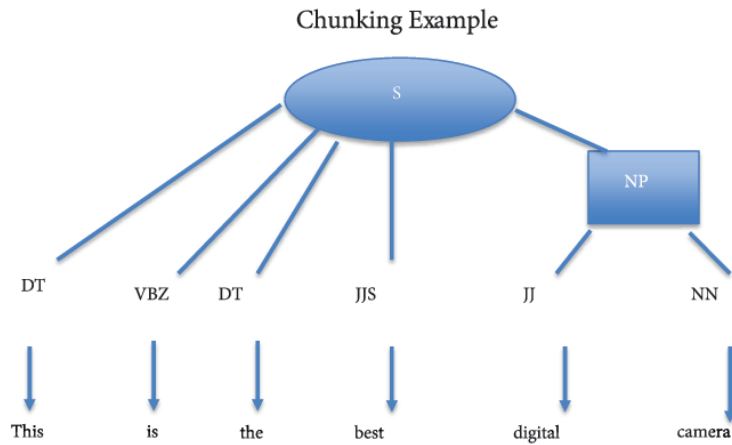 Chunking Example
S
NP
DT VBZ DT JJS JJ NN
This is the best digital camera